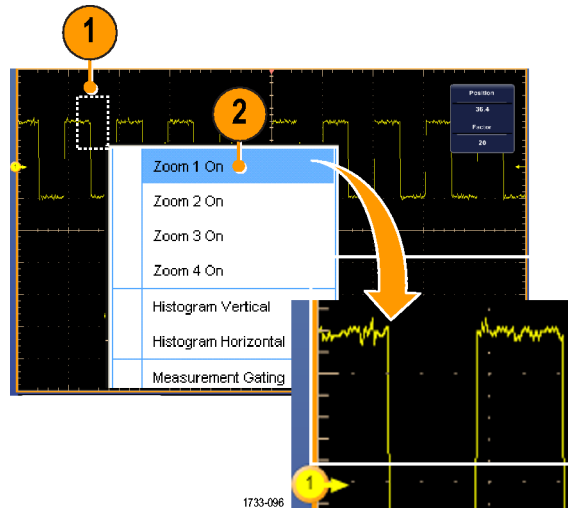 1
2
Position
36.4
Factor
20
Zoom 1 On
Zoom 2 On
Zoom 3 On
Zoom 4 On
Histogram Vertical
Histogram Horizontal
Measurement Gating
1
1733-096